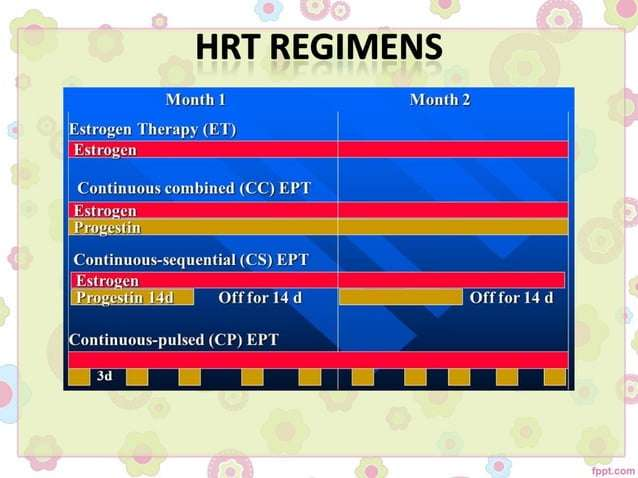 HRT REGIMENS
Month 1 Month 2
Estrogen Therapy (ET)
Estrogen
Continuous combined (CC) EPT
Estrogen
Progestin
Continuous-sequential (CS) EPT
Estrogen
Progestin 14d Off for 14 d Off for 14 d
Continuous-pulsed (CP) EPT
3d
fppt.com